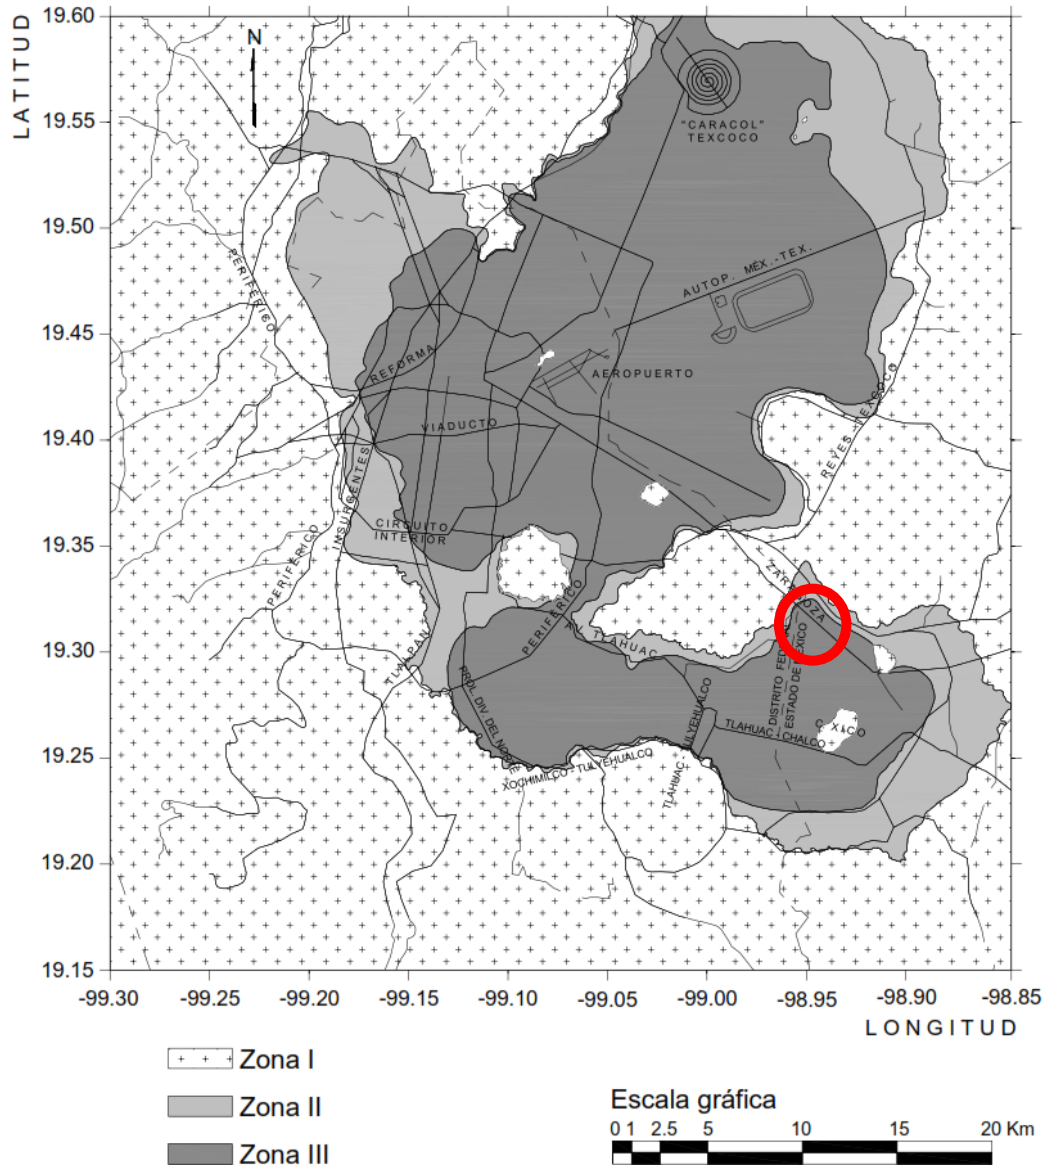 LATITUD
19.60
19.55
19.50
19.45
19.40
19.35
19.30
19.25
19.20
19.15
N
"CARACOL"
TEXCOCO
PERIFÉRICO
AUTOP. MÉX.-TEX.
REFORMA
AEROPUERTO
VIADUCTO
REYES - TEXCOCO
INSURGENTES
CIRCUITO
INTERIOR
PERIFÉRICO
ZARAGOZA
PERIFÉRICO
AV. TLAHUAC
TLALPAN
DISTRITO FEDERAL
ESTADO DE MÉXICO
PROL. DIV. DEL NORTE
TLAHUAC - TULYEHUALCO
C. XICO
TLAHUAC - CHALCO
XOCHIMILCO - TULYEHUALCO
-99.30
-99.25
-99.20
-99.15
-99.10
-99.05
-99.00
-98.95
-98.90
-98.85
LONGITUD
Zona I
Zona II
Zona III
Escala gráfica
0 1 2.5 5 10 15 20 Km